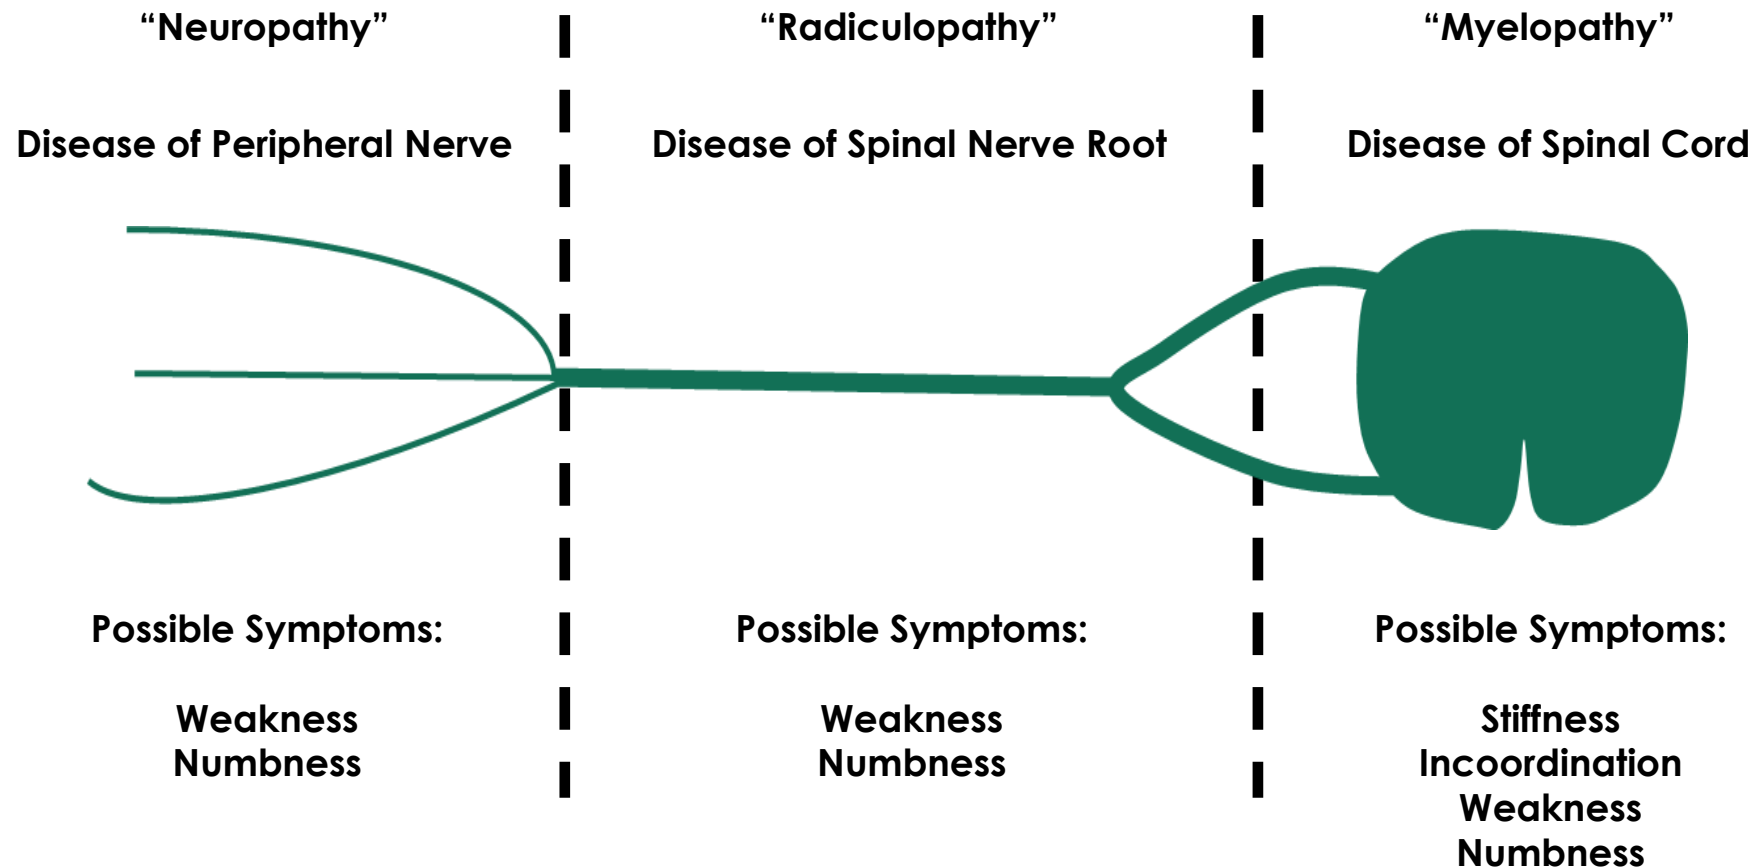 “Neuropathy”
Disease of Peripheral Nerve
Possible Symptoms:
Weakness
Numbness
“Radiculopathy”
Disease of Spinal Nerve Root
Possible Symptoms:
Weakness
Numbness
“Myelopathy”
Disease of Spinal Cord
Possible Symptoms:
Stiffness
Incoordination
Weakness
Numbness